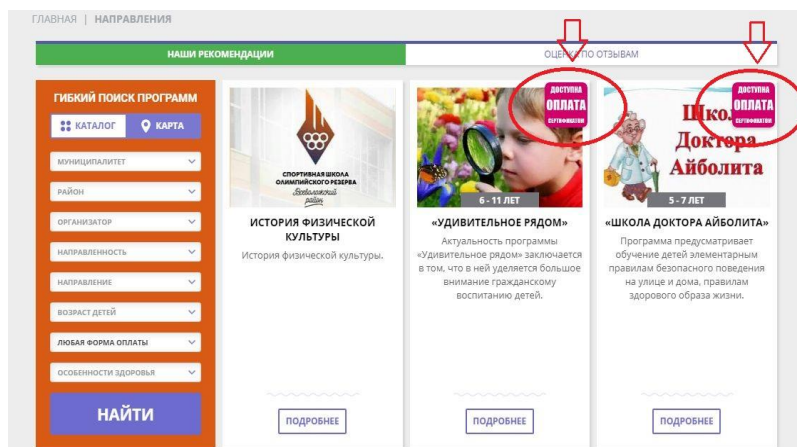 ГЛАВНАЯ | НАПРАВЛЕНИЯ
НАШИ РЕКОМЕНДАЦИИ
ОЦЕНКА ПО ОТЗЫВАМ
ГИБКИЙ ПОИСК ПРОГРАММ
КАТАЛОГ
КАРТА
МУНИЦИПАЛИТЕТ
РАЙОН
ОРГАНИЗАТОР
НАПРАВЛЕННОСТЬ
НАПРАВЛЕНИЕ
ВОЗРАСТ ДЕТЕЙ
ЛЮБАЯ ФОРМА ОПЛАТЫ
ОСОБЕННОСТИ ЗДОРОВЬЯ
НАЙТИ
СПОРТИВНАЯ ШКОЛА
ОЛИМПИЙСКОГО РЕЗЕРВА
Всеволожский
район
ИСТОРИЯ ФИЗИЧЕСКОЙ
КУЛЬТУРЫ
История физической культуры.
ПОДРОБНЕЕ
ДОСТУПНА
ОПЛАТА
СЕРТИФИКАТОМ
6 - 11 ЛЕТ
«УДИВИТЕЛЬНОЕ РЯДОМ»
Актуальность программы
«Удивительное рядом» заключается
в том, что в ней уделяется большое
внимание гражданскому
воспитанию детей.
ПОДРОБНЕЕ
ДОСТУПНА
ОПЛАТА
СЕРТИФИКАТОМ
Доктора
Айболита
5 - 7 ЛЕТ
«ШКОЛА ДОКТОРА АЙБОЛИТА»
Программа предусматривает
обучение детей элементарным
правилам безопасного поведения
на улице и дома, правилам
здорового образа жизни.
ПОДРОБНЕЕ